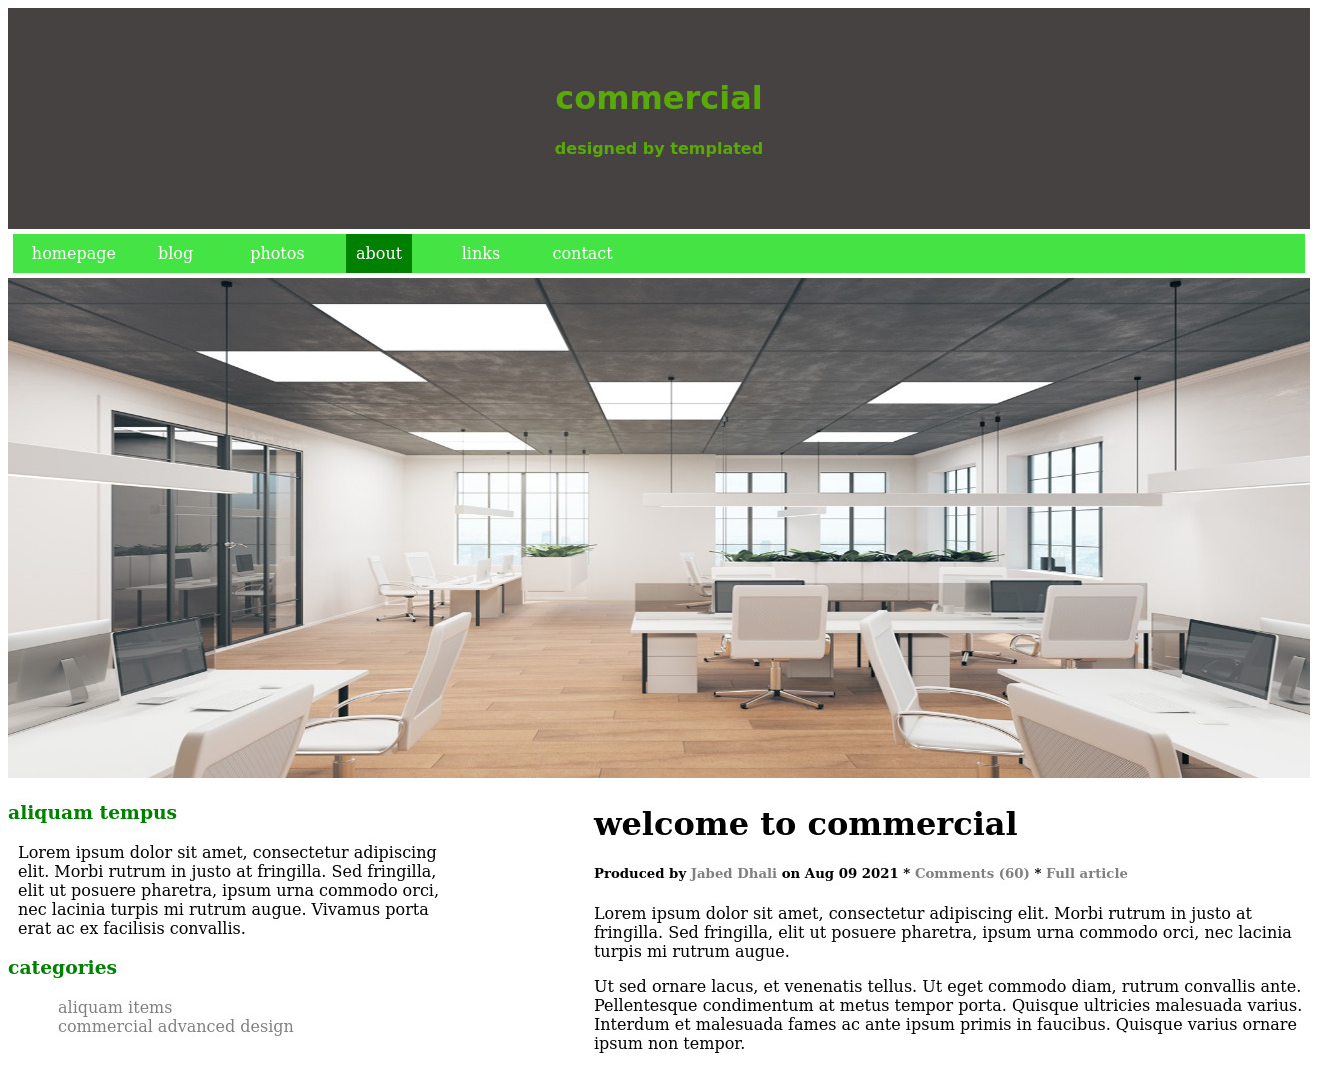 commercial
designed by templated
homepage blog photos about links contact
aliquam tempus
Lorem ipsum dolor sit amet, consectetur adipiscing
elit. Morbi rutrum in justo at fringilla. Sed fringilla,
elit ut posuere pharetra, ipsum urna commodo orci,
nec lacinia turpis mi rutrum augue. Vivamus porta
erat ac ex facilisis convallis.
categories
aliquam items
commercial advanced design
welcome to commercial
Produced by Jabed Dhali on Aug 09 2021 * Comments (60) * Full article
Lorem ipsum dolor sit amet, consectetur adipiscing elit. Morbi rutrum in justo at
fringilla. Sed fringilla, elit ut posuere pharetra, ipsum urna commodo orci, nec lacinia
turpis mi rutrum augue.
Ut sed ornare lacus, et venenatis tellus. Ut eget commodo diam, rutrum convallis ante.
Pellentesque condimentum at metus tempor porta. Quisque ultricies malesuada varius.
Interdum et malesuada fames ac ante ipsum primis in faucibus. Quisque varius ornare
ipsum non tempor.